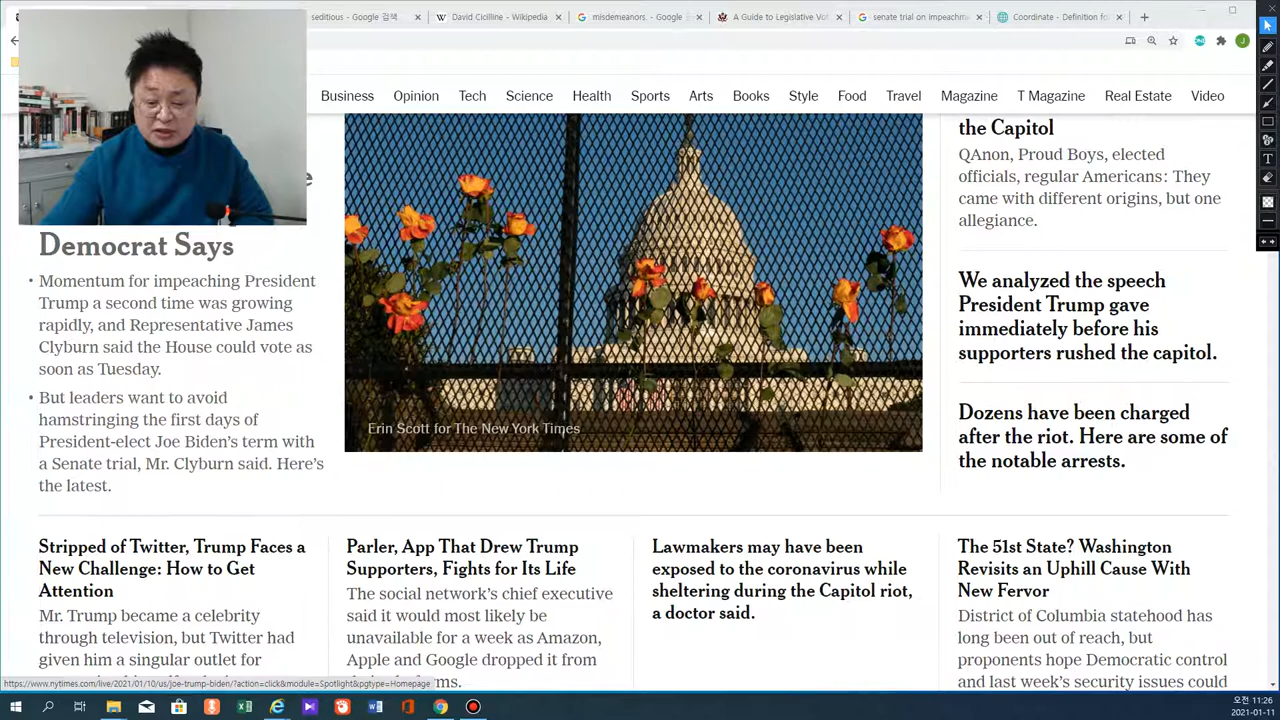 seditious - Google 검색
David Cicilline - Wikipedia
misdemeanors. - Google
A Guide to Legislative Vot
senate trial on impeachme
Coordinate - Definition fo
Business Opinion Tech Science Health Sports Arts Books Style Food Travel Magazine T Magazine Real Estate Video
Democrat Says
• Momentum for impeaching President
Trump a second time was growing
rapidly, and Representative James
Clyburn said the House could vote as
soon as Tuesday.
• But leaders want to avoid
hamstringing the first days of
President-elect Joe Biden’s term with
a Senate trial, Mr. Clyburn said. Here’s
the latest.
Erin Scott for The New York Times
the Capitol
QAnon, Proud Boys, elected
officials, regular Americans: They
came with different origins, but one
allegiance.
We analyzed the speech
President Trump gave
immediately before his
supporters rushed the capitol.
Dozens have been charged
after the riot. Here are some of
the notable arrests.
Stripped of Twitter, Trump Faces a
New Challenge: How to Get
Attention
Mr. Trump became a celebrity
through television, but Twitter had
given him a singular outlet for
Parler, App That Drew Trump
Supporters, Fights for Its Life
The social network’s chief executive
said it would most likely be
unavailable for a week as Amazon,
Apple and Google dropped it from
Lawmakers may have been
exposed to the coronavirus while
sheltering during the Capitol riot,
a doctor said.
The 51st State? Washington
Revisits an Uphill Cause With
New Fervor
District of Columbia statehood has
long been out of reach, but
proponents hope Democratic control
and last week’s security issues could
https://www.nytimes.com/live/2021/01/10/us/joe-trump-biden/?action=click&module=Spotlight&pgtype=Homepage
오전 11:26
2021-01-11